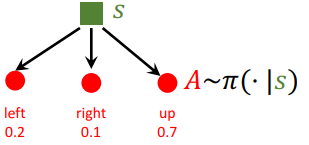 s
A~π(· |s)
left right up
0.2 0.1 0.7